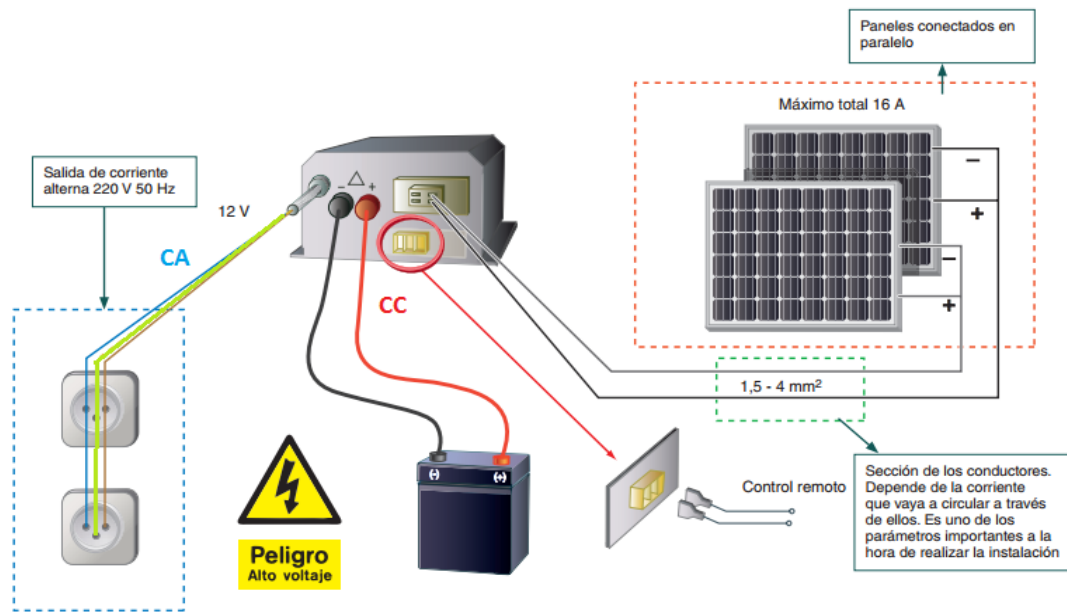 Paneles conectados en
paralelo
Máximo total 16 A
Salida de corriente
alterna 220 V 50 Hz
12 V
CA
CC
- +
-
+
-
+
1,5 - 4 mm²
(-) (+)
Peligro
Alto voltaje
Control remoto
Sección de los conductores.
Depende de la corriente
que vaya a circular a través
de ellos. Es uno de los
parámetros importantes a la
hora de realizar la instalación